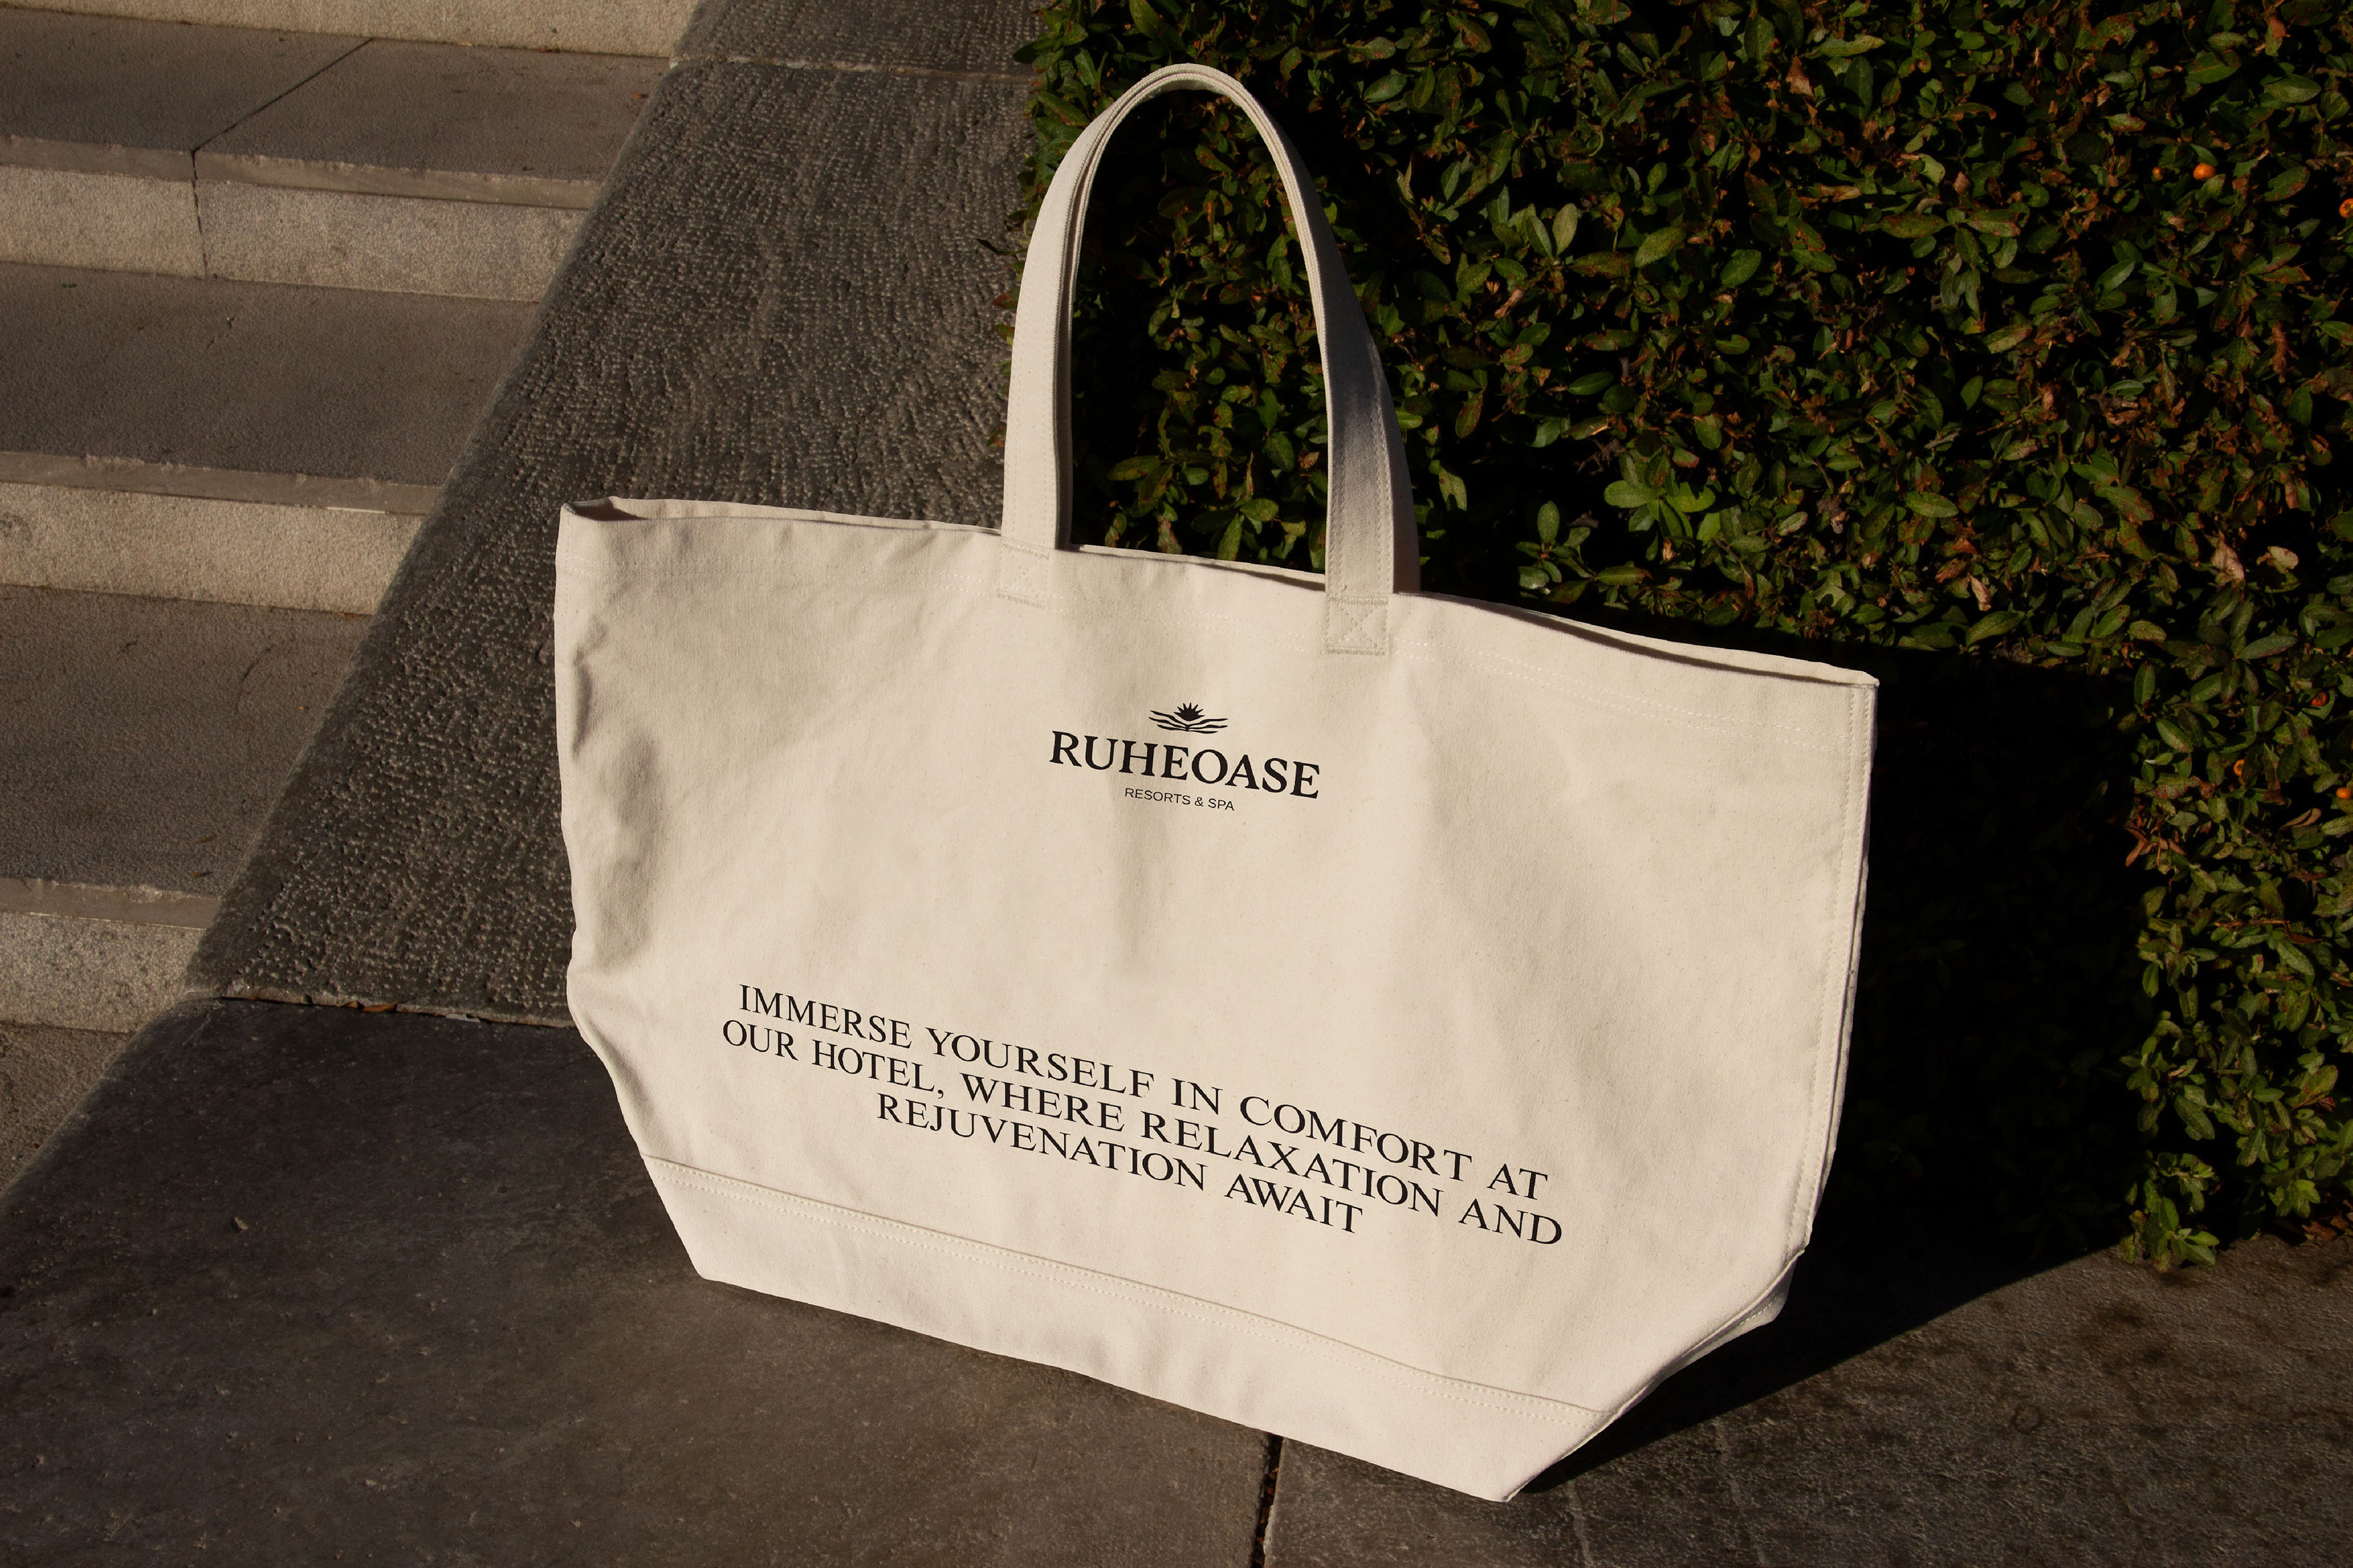 RUHEOASE
RESORTS & SPA
IMMERSE YOURSELF IN COMFORT AT
OUR HOTEL, WHERE RELAXATION AND
REJUVENATION AWAIT